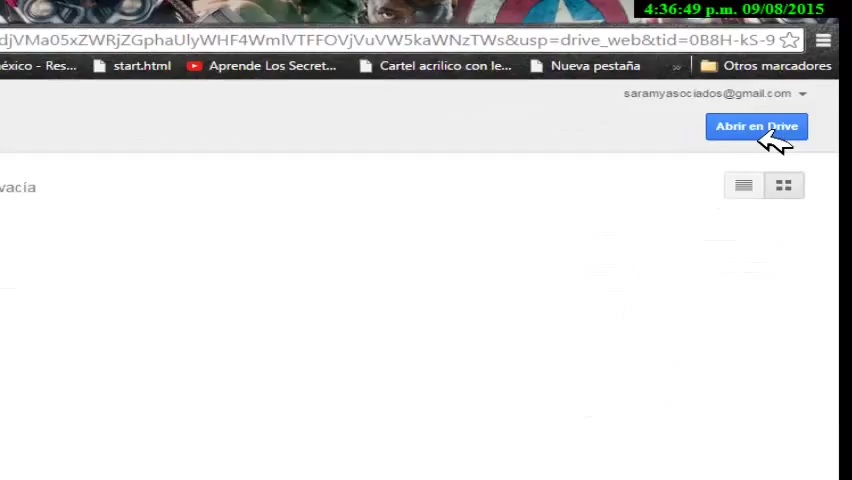 4:36:49 p.m. 09/08/2015
djVMa05xZWRjZGphaUlyWHF4WmlVTFFOVjVuVW5kaWNzTWs&usp=drive_web&tid=0B8H-kS-9
éxico - Res... start.html Aprende Los Secret... Cartel acrilico con le... Nueva pestaña » Otros marcadores
saramyasociados@gmail.com
Abrir en Drive
vacía